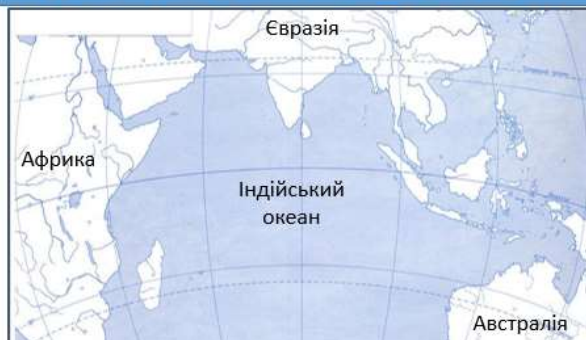 Євразія
Африка
Індійський
океан
Австралія